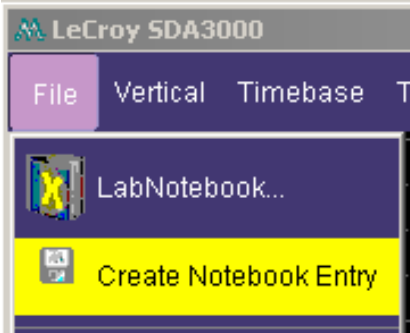 LeCroy SDA3000
File Vertical Timebase T
LabNotebook...
Create Notebook Entry